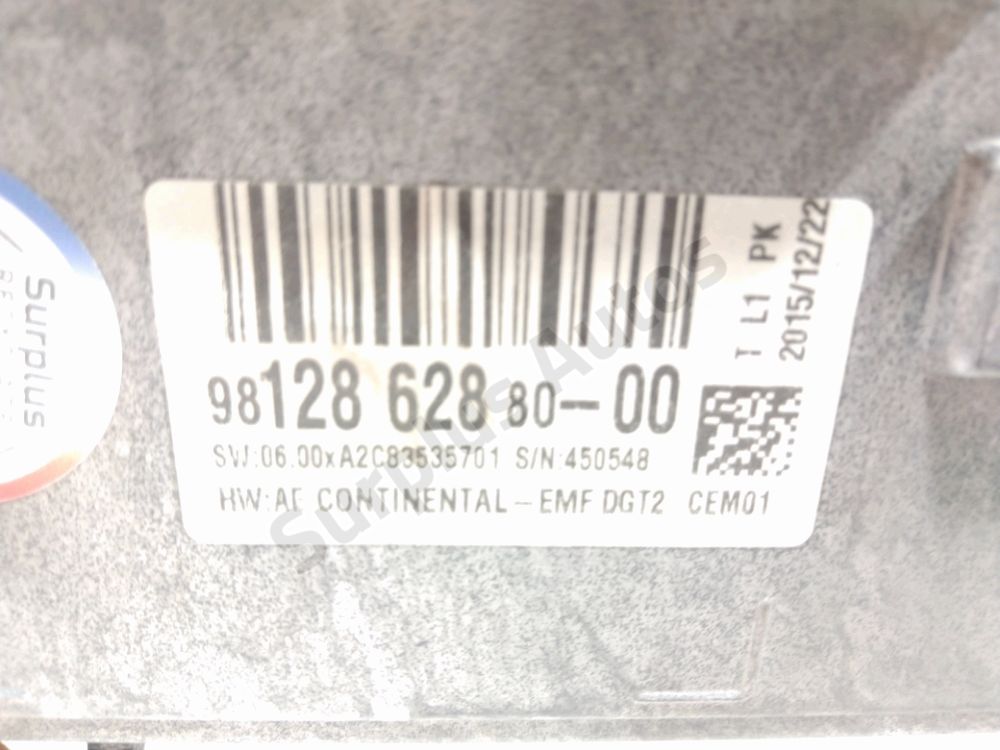 98128 628 80-00
SW:06.00xA2C83535701 S/N:450548
HW:AF CONTINENTAL-EMF DGT2 CEM01
T L1 PK
2015/12/22
Surplus
Surplus Autos